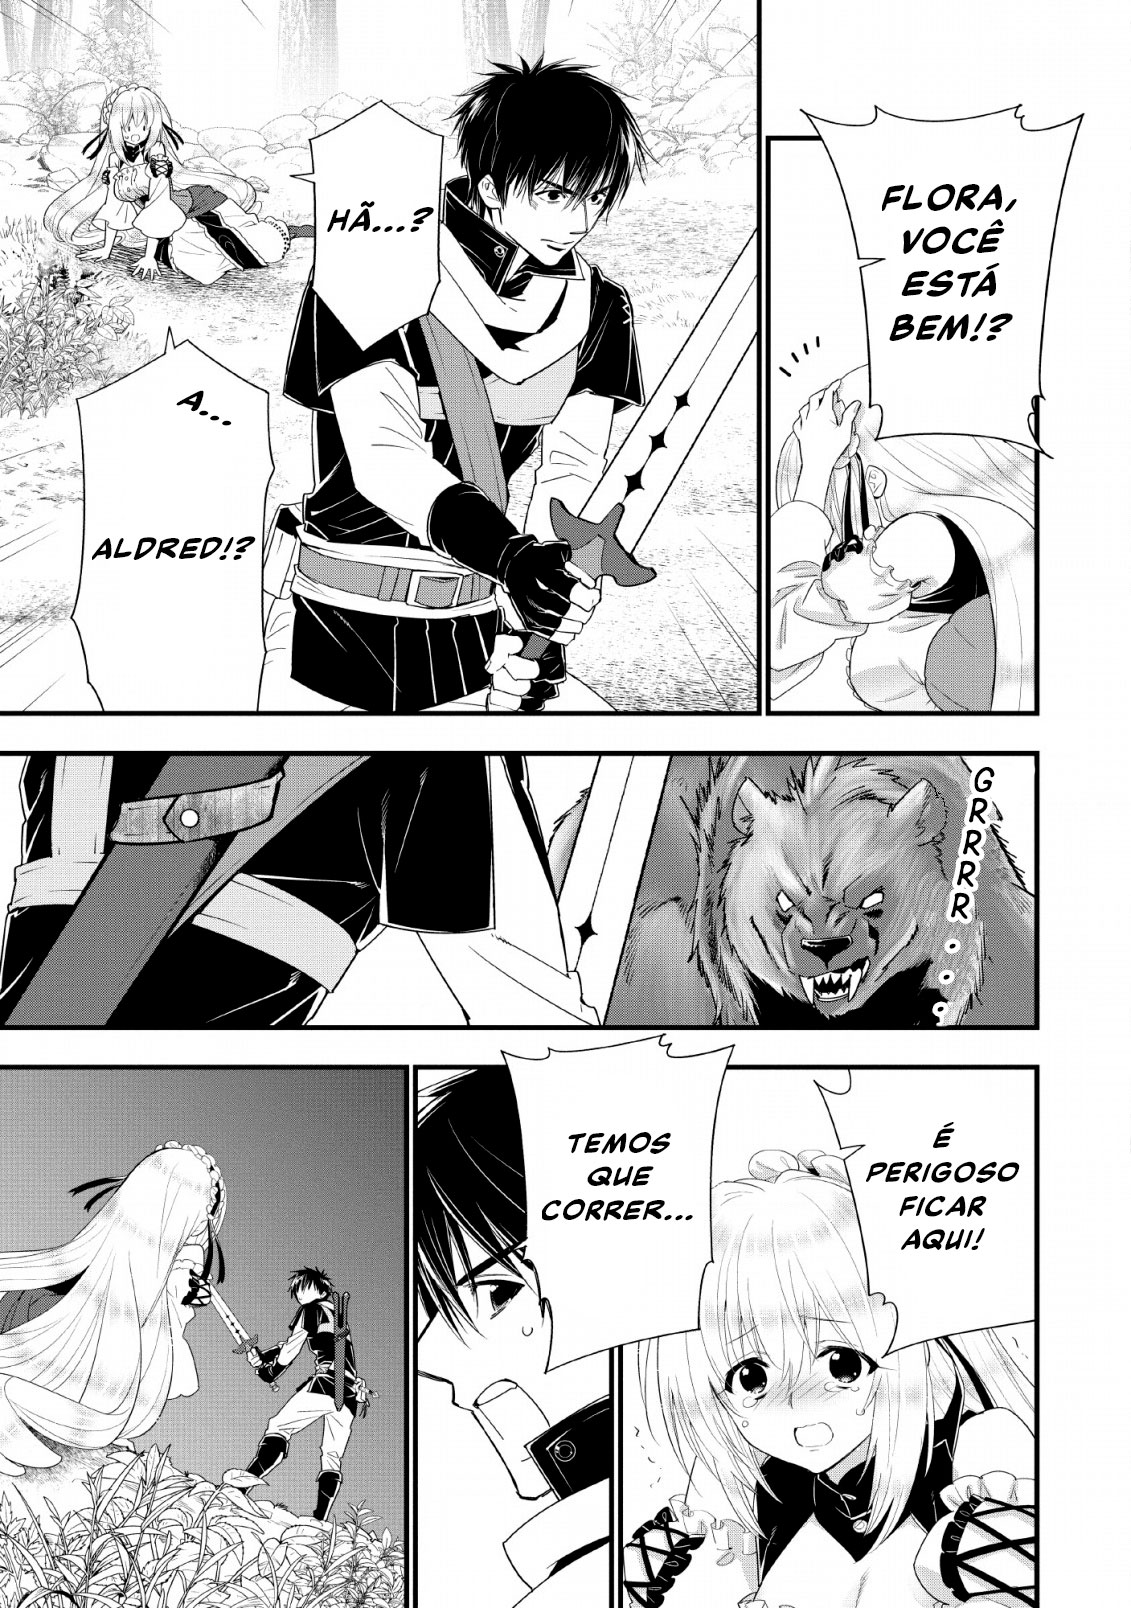 FLORA,
VOCÊ
ESTÁ
BEM!?
HÃ...?
A...
ALDRED!?
GRRRR...
É
PERIGOSO
FICAR
AQUI!
TEMOS
QUE
CORRER...